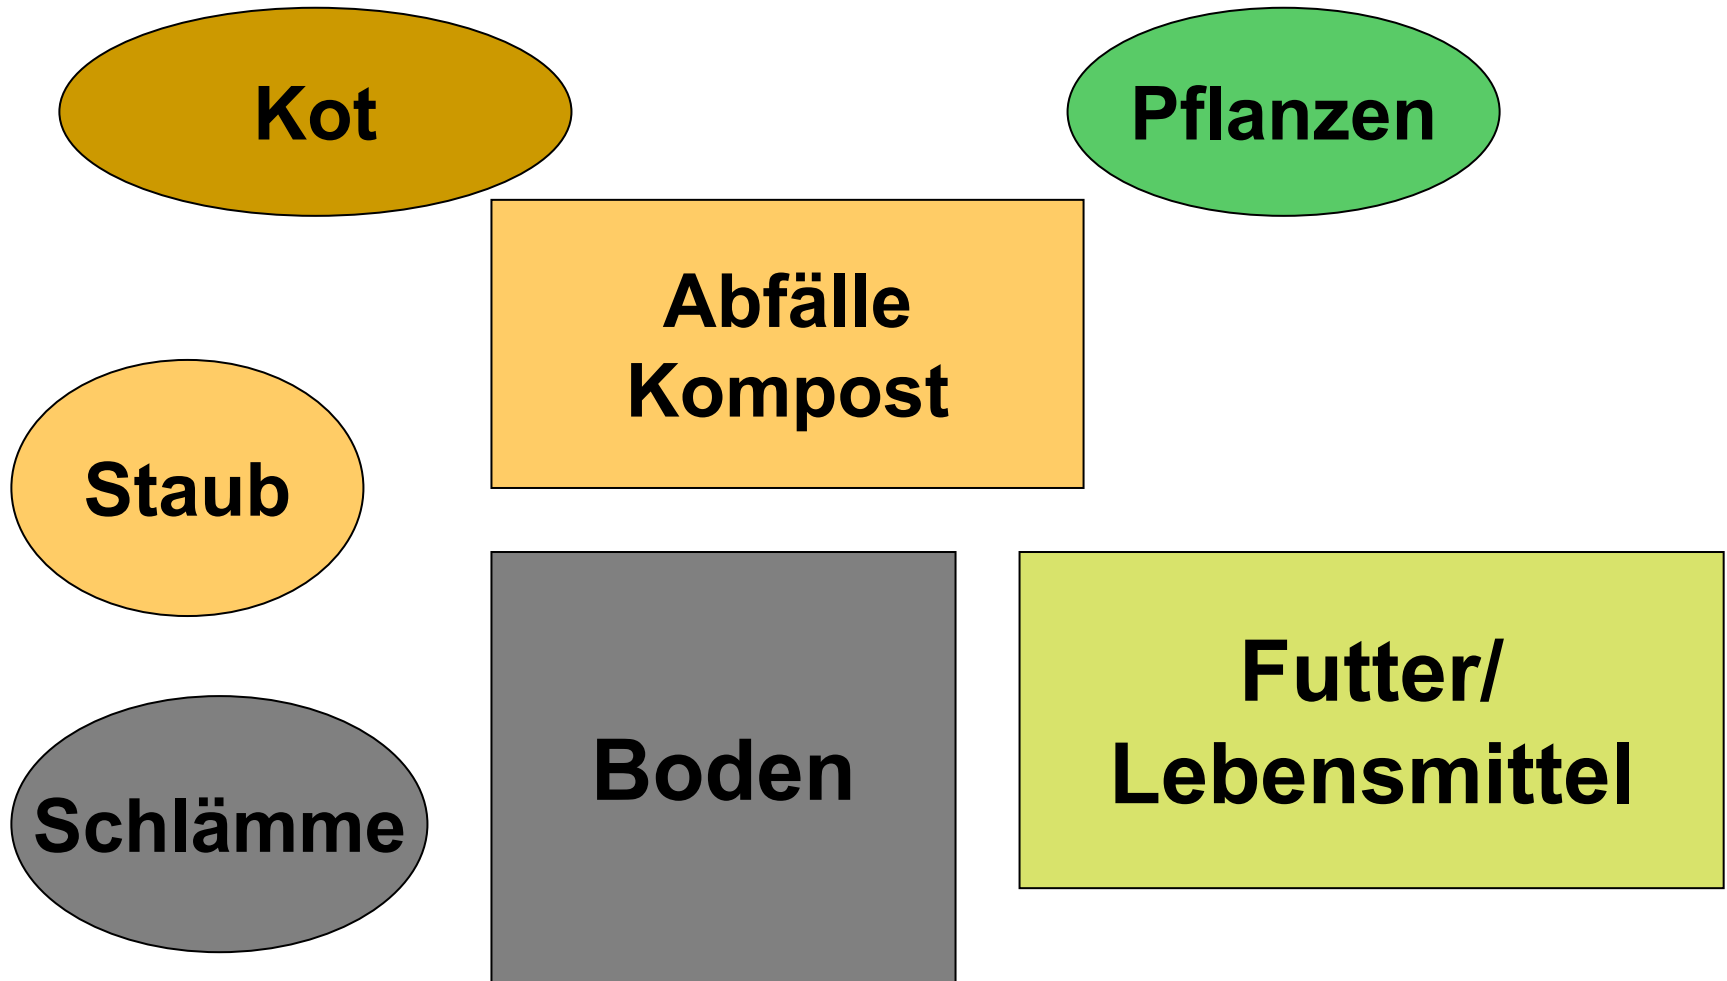 Kot
Pflanzen
Abfälle
Kompost
Staub
Futter/
Lebensmittel
Boden
Schlämme